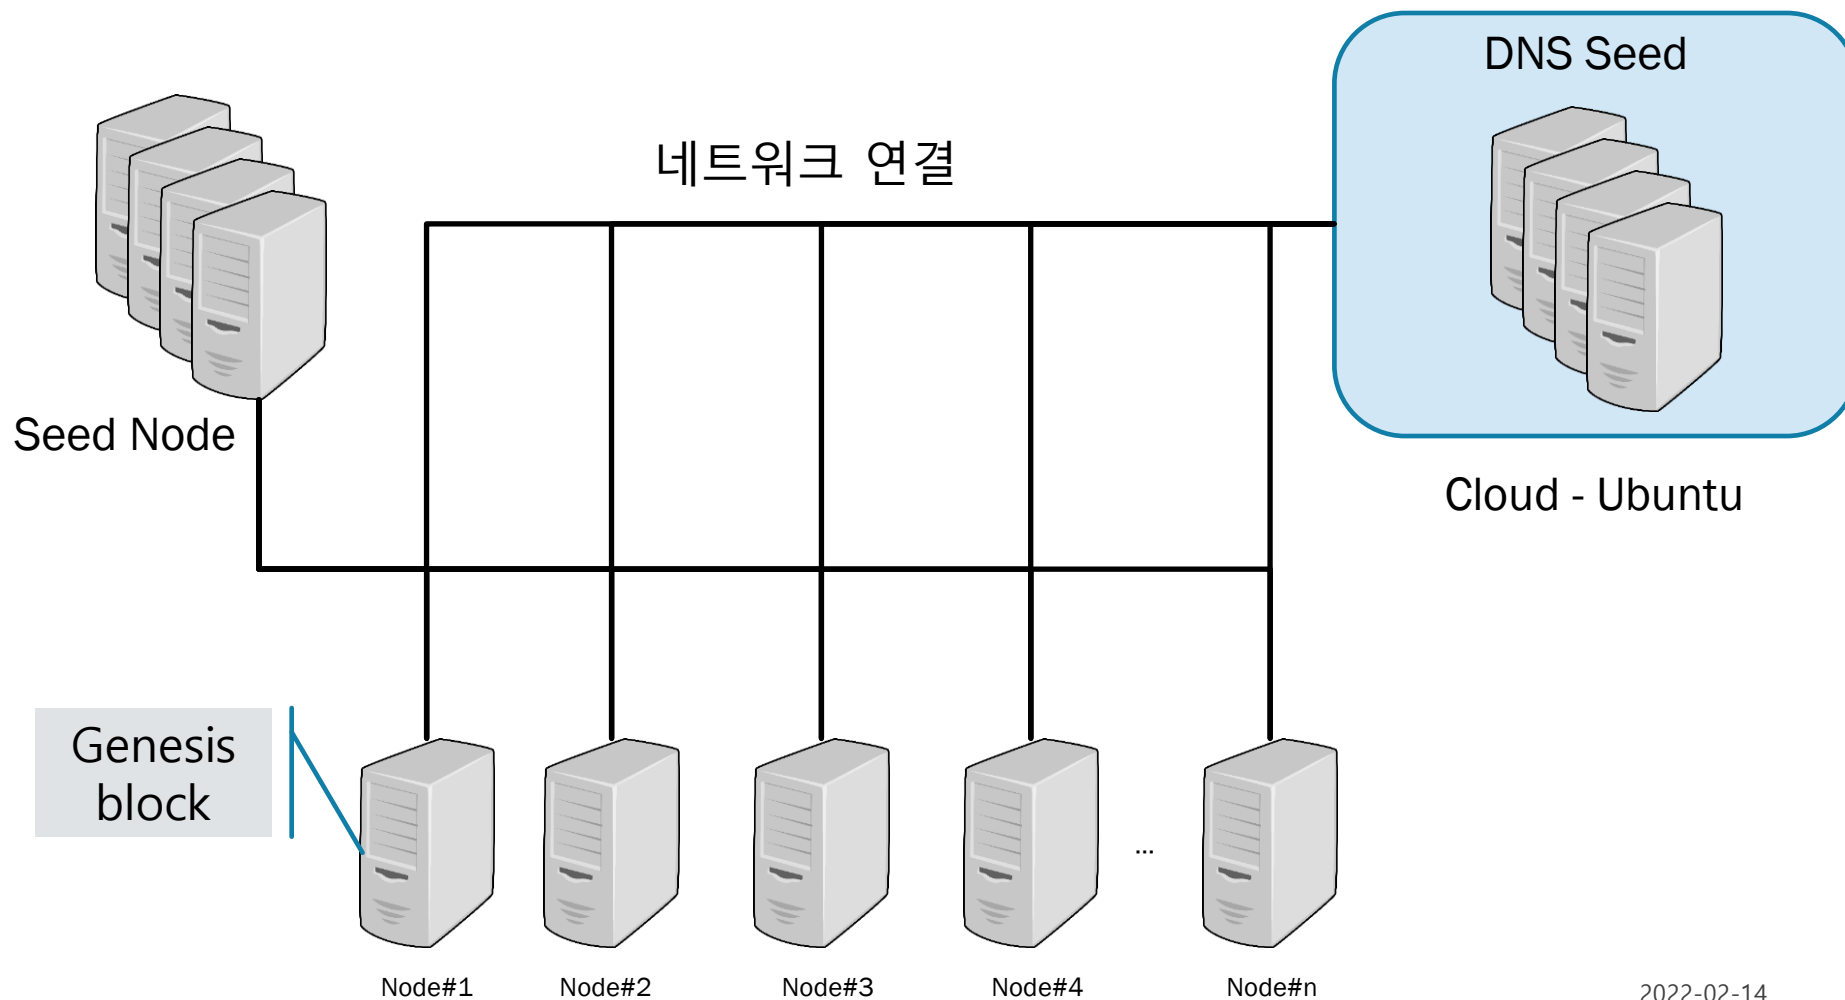 DNS Seed
네트워크 연결
Seed Node
Cloud - Ubuntu
Genesis
block
...
Node#1
Node#2
Node#3
Node#4
Node#n
2022-02-14